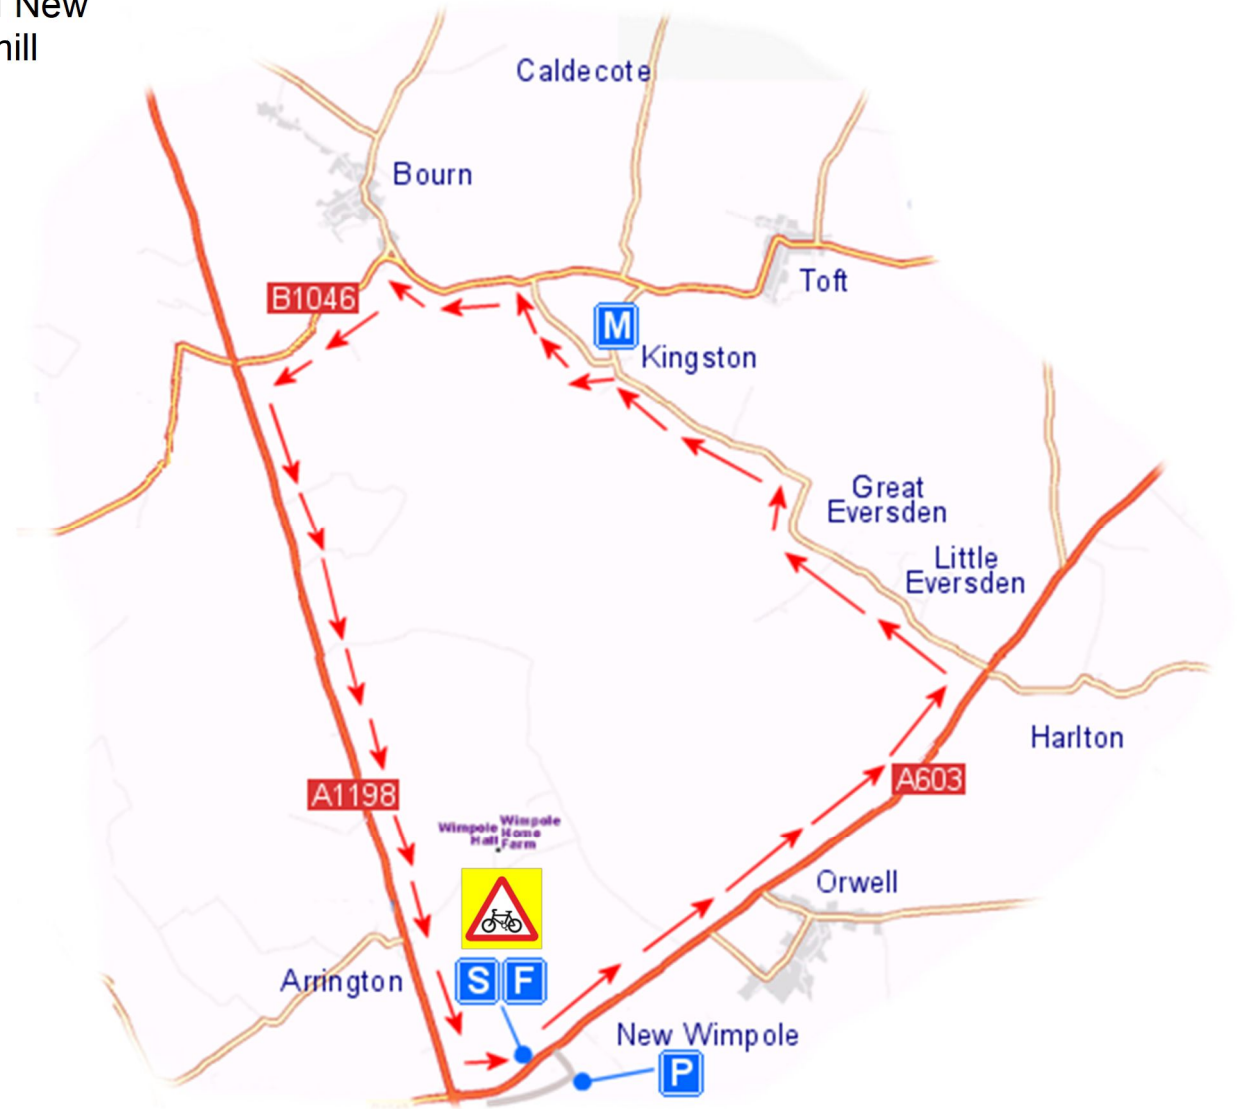 New
hill
Caldecote
Bourn
B1046
Toft
M
Kingston
Great
Eversden
Little
Eversden
Harlton
A603
A1198
Wimpole
Hall
Wimpole
Home
Farm
Orwell
Arrington
S F
New Wimpole
P